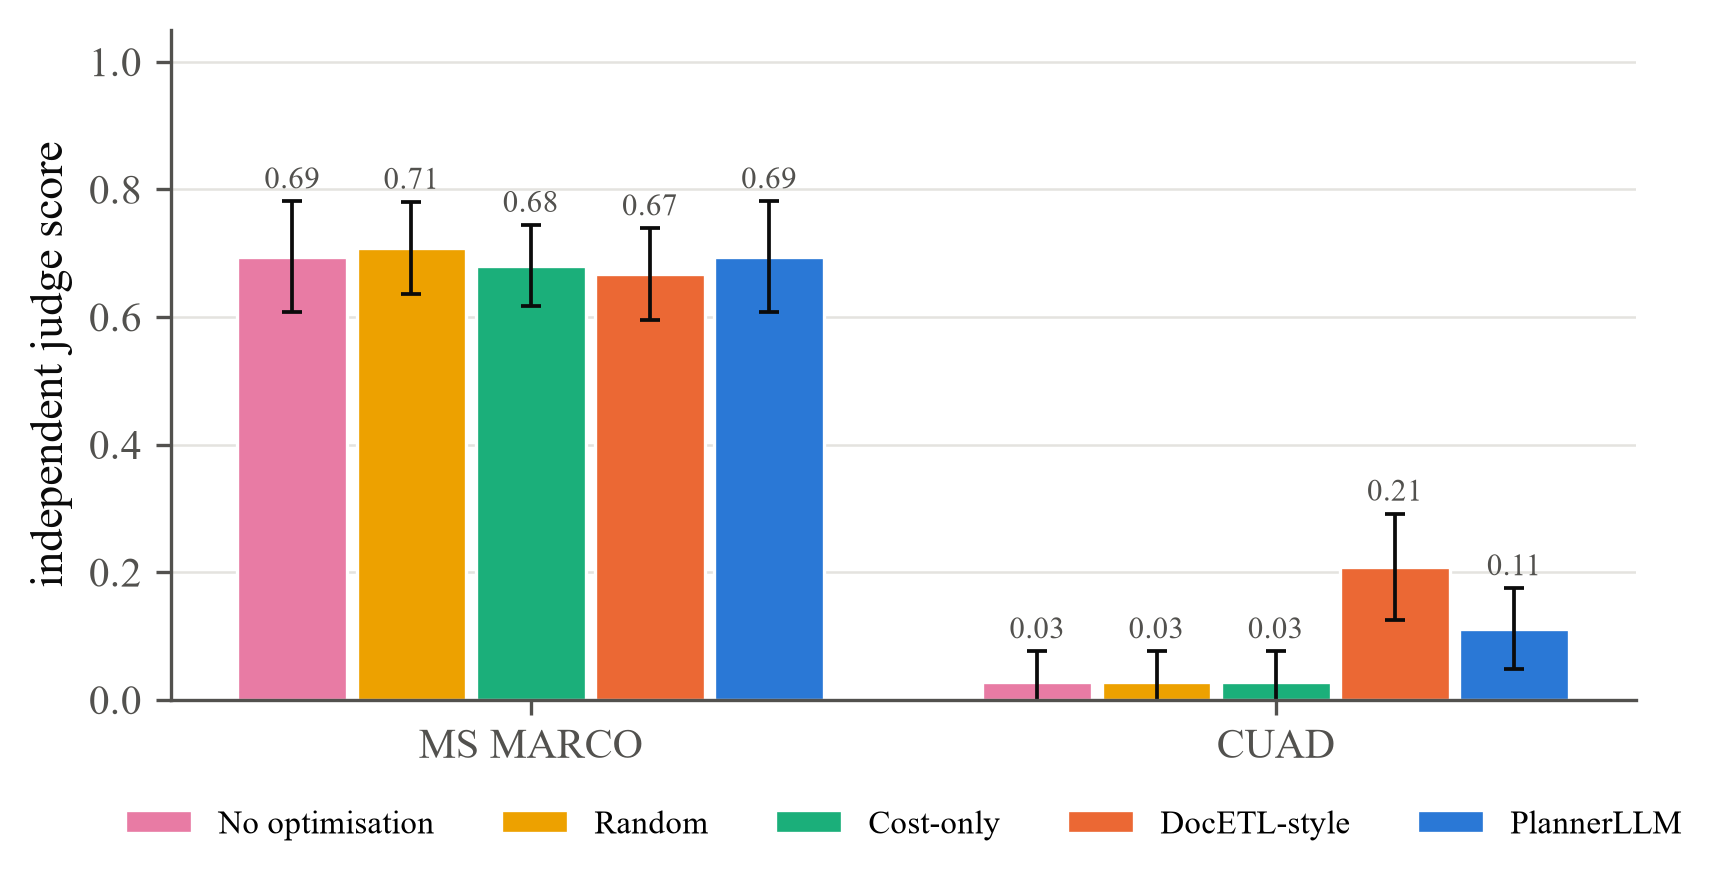 independent judge score
1.0
0.8
0.6
0.4
0.2
0.0
0.69
0.71
0.68
0.67
0.69
0.03
0.03
0.03
0.21
0.11
MS MARCO
CUAD
No optimisation
Random
Cost-only
DocETL-style
PlannerLLM